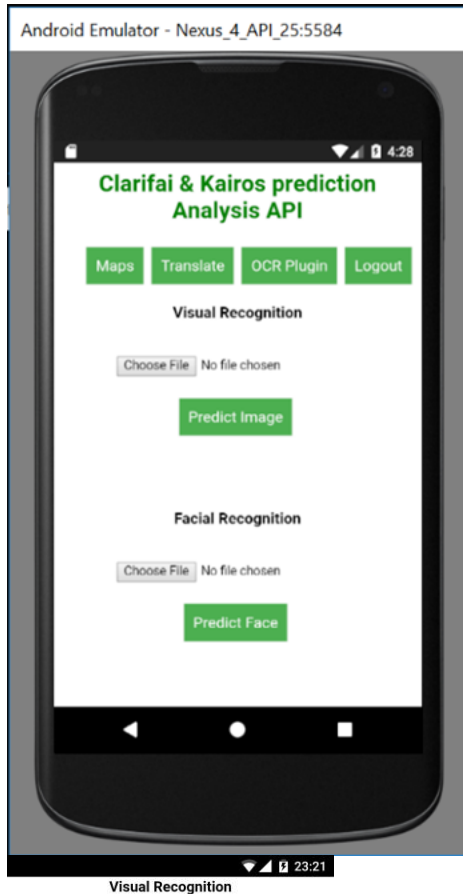 Android Emulator - Nexus_4_API_25:5584
4:28
Clarifai & Kairos prediction
Analysis API
Maps Translate OCR Plugin Logout
Visual Recognition
Choose File No file chosen
Predict Image
Facial Recognition
Choose File No file chosen
Predict Face
23:21
Visual Recognition